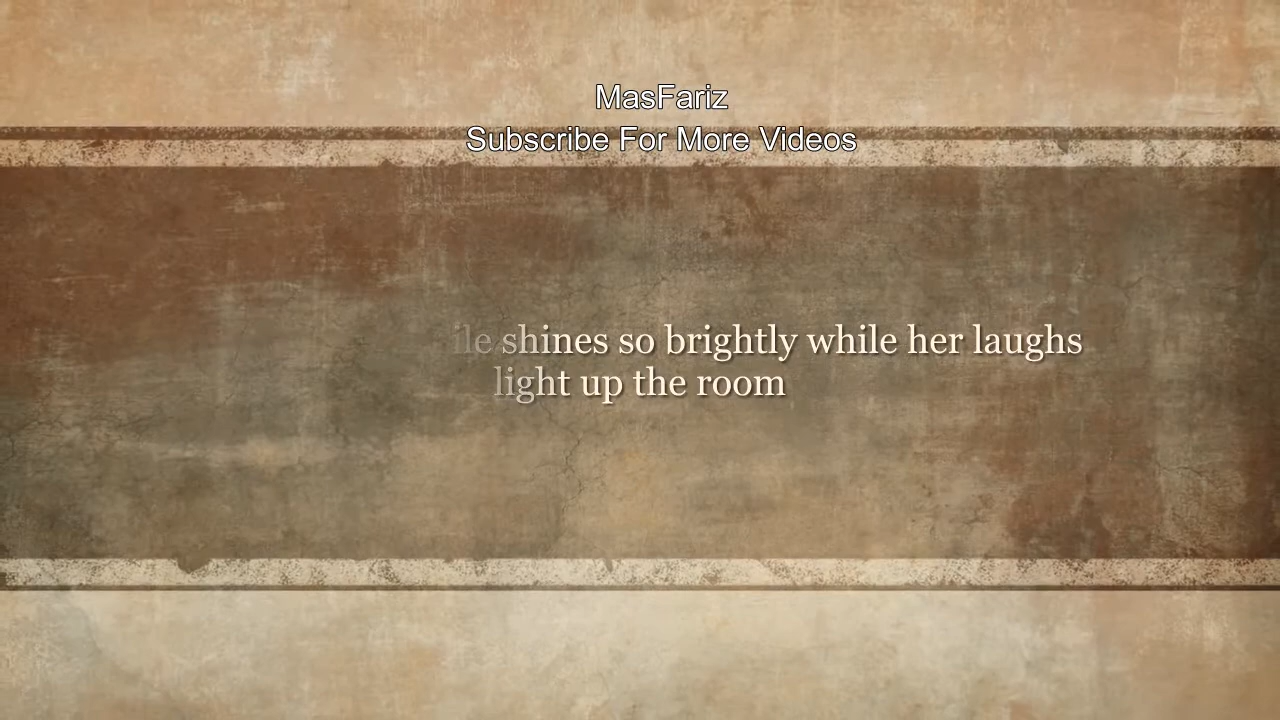 MasFariz
Subscribe For More Videos
shines so brightly while her laughs
light up the room